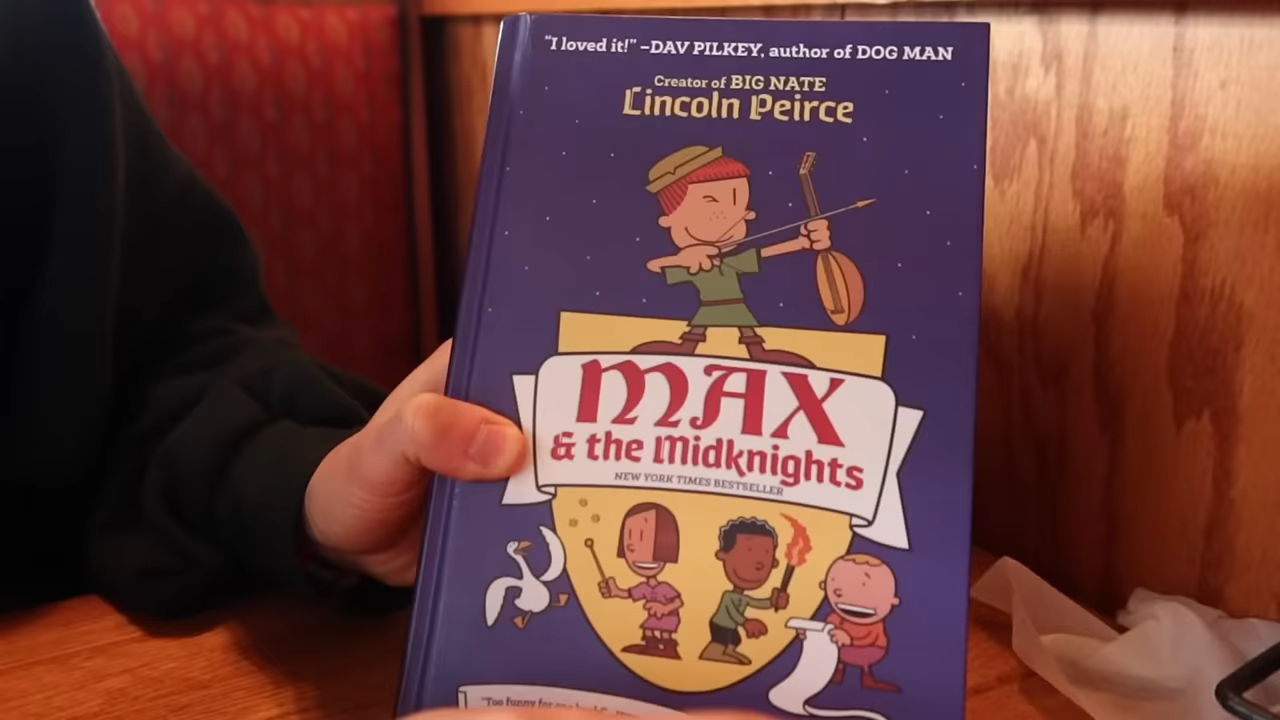 “I loved it!” –DAV PILKEY, author of DOG MAN
Creator of BIG NATE
Lincoln Peirce
MAX
& the Midknights
NEW YORK TIMES BESTSELLER
"Too funny for one book!"